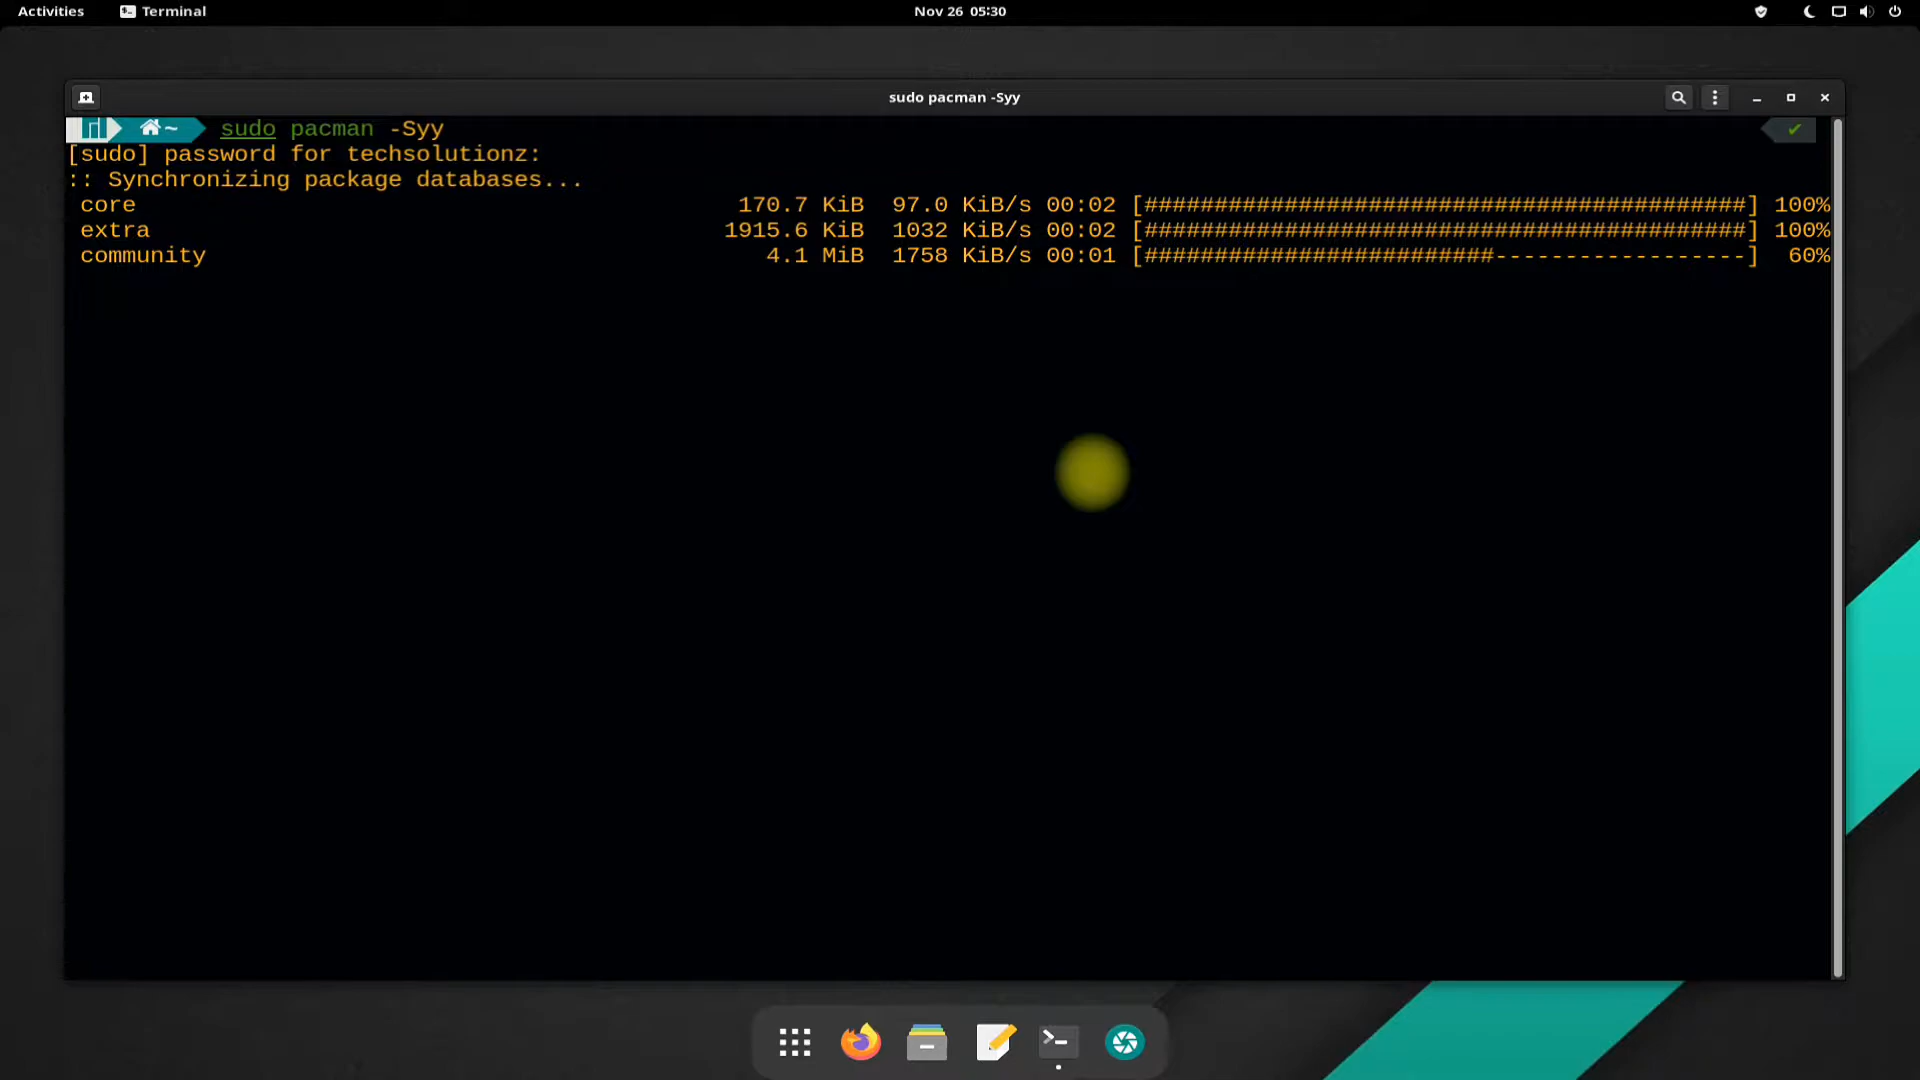 Activities Terminal Nov 26 05:30
sudo pacman -Syy
~ sudo pacman -Syy
[sudo] password for techsolutionz:
:: Synchronizing package databases...
core 170.7 KiB 97.0 KiB/s 00:02 [###########################################] 100%
extra 1915.6 KiB 1032 KiB/s 00:02 [###########################################] 100%
community 4.1 MiB 1758 KiB/s 00:01 [#########################------------------] 60%